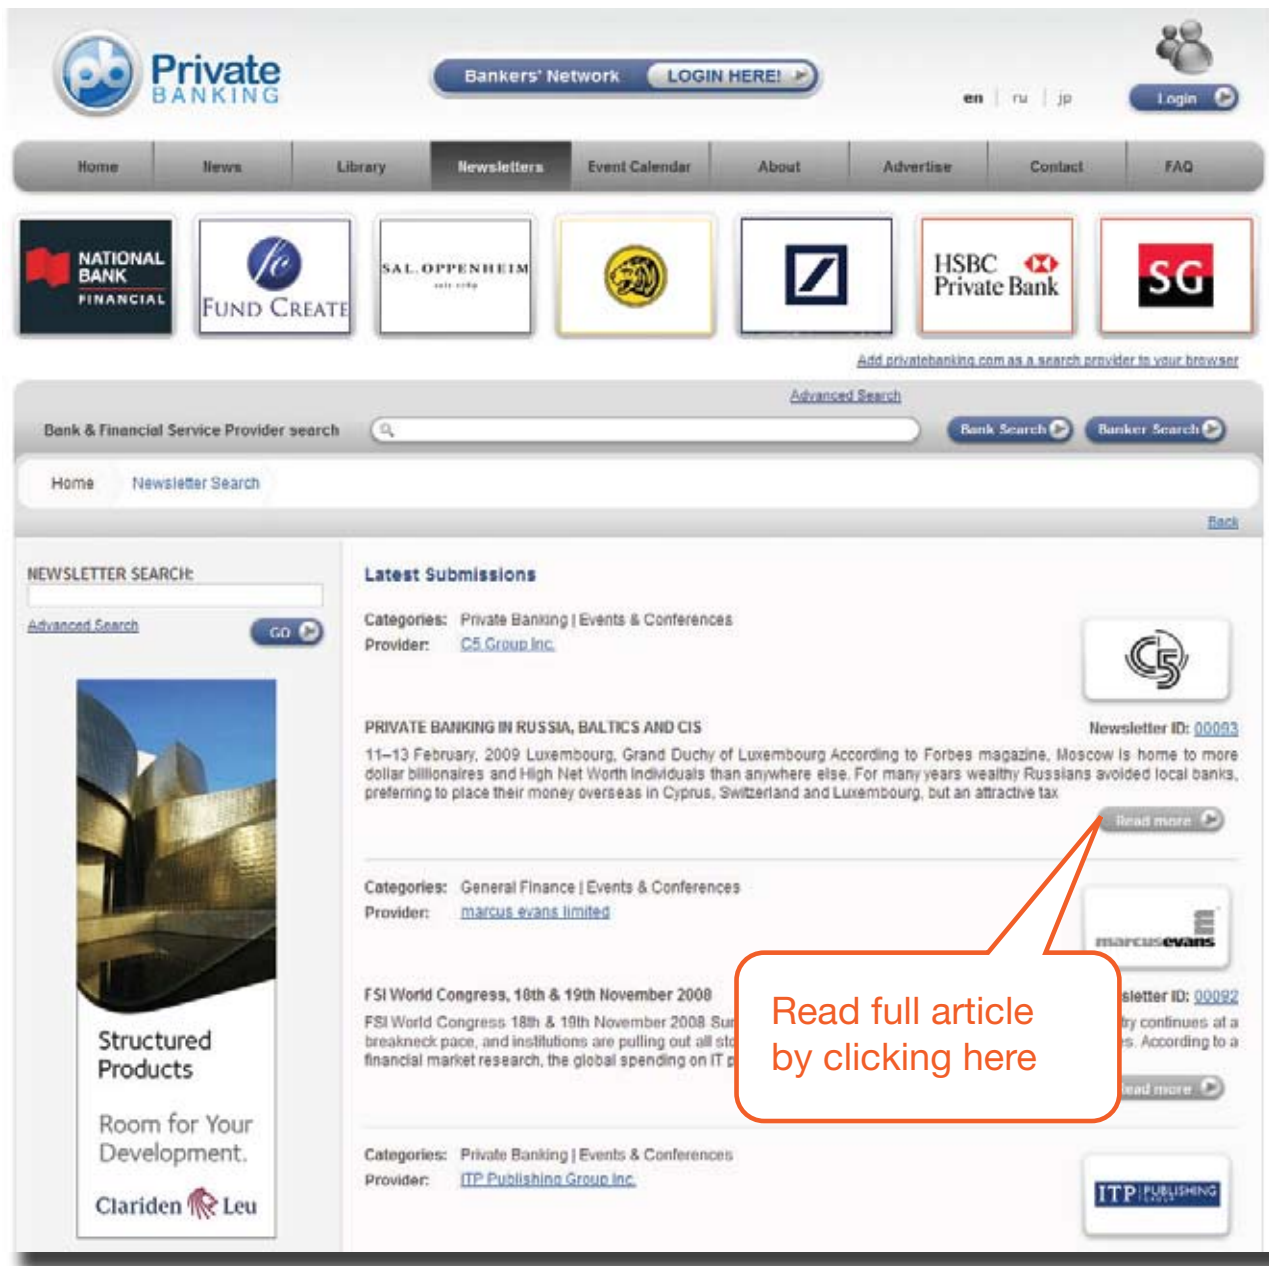 Private
BANKING
Bankers' Network LOGIN HERE!
en | ru | jp
Login
Home News Library Newsletters Event Calendar About Advertise Contact FAQ
NATIONAL
BANK
FINANCIAL
fc
FUND CREATE
SAL. OPPENHEIM
HSBC
Private Bank
SG
Add privatebanking.com as a search provider to your browser
Advanced Search
Bank & Financial Service Provider search
Bank Search
Banker Search
Home Newsletter Search
Back
NEWSLETTER SEARCH:
Advanced Search
GO
Structured
Products
Room for Your
Development.
Clariden Leu
Latest Submissions
Categories: Private Banking | Events & Conferences
Provider: C5 Group Inc.
C5
PRIVATE BANKING IN RUSSIA, BALTICS AND CIS
Newsletter ID: 00093
11–13 February, 2009 Luxembourg, Grand Duchy of Luxembourg According to Forbes magazine, Moscow is home to more
dollar billionaires and High Net Worth Individuals than anywhere else. For many years wealthy Russians avoided local banks,
preferring to place their money overseas in Cyprus, Switzerland and Luxembourg, but an attractive tax
Read more
Categories: General Finance | Events & Conferences
Provider: marcus evans limited
marcusevans
FSI World Congress, 18th & 19th November 2008
sletter ID: 00092
FSI World Congress 18th & 19th November 2008 Sur try continues at a
breakneck pace, and institutions are pulling out all sto es. According to a
financial market research, the global spending on IT p
ead more
Read full article
by clicking here
Categories: Private Banking | Events & Conferences
Provider: ITP Publishing Group Inc.
ITP PUBLISHING